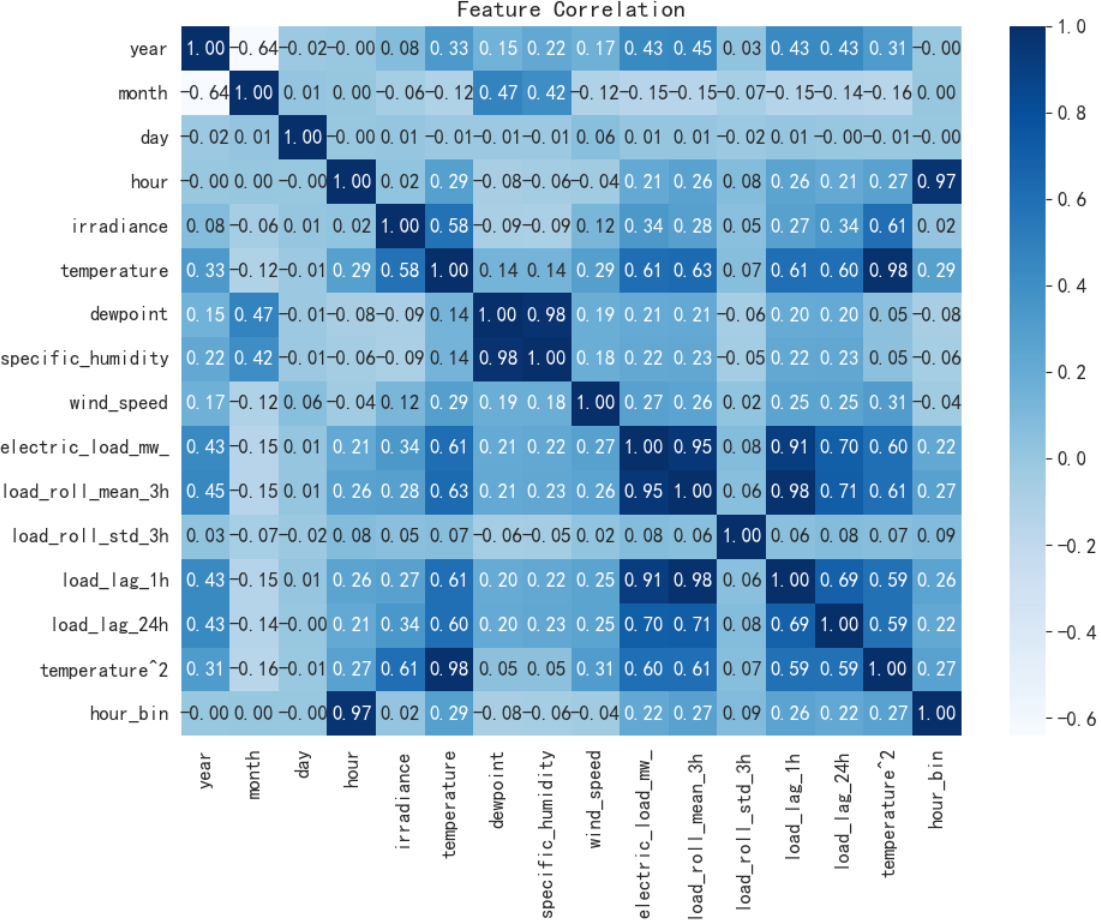 Feature Correlation
year 1.00 -0.64 -0.02 -0.00 0.08 0.33 0.15 0.22 0.17 0.43 0.45 0.03 0.43 0.43 0.31 -0.00
month -0.64 1.00 0.01 0.00 -0.06 -0.12 0.47 0.42 -0.12 -0.15 -0.15 -0.07 -0.15 -0.14 -0.16 0.00
day -0.02 0.01 1.00 -0.00 0.01 -0.01 -0.01 -0.01 0.06 0.01 0.01 -0.02 0.01 -0.00 -0.01 -0.00
hour -0.00 0.00 -0.00 1.00 0.02 0.29 -0.08 -0.06 -0.04 0.21 0.26 0.08 0.26 0.21 0.27 0.97
irradiance 0.08 -0.06 0.01 0.02 1.00 0.58 -0.09 -0.09 0.12 0.34 0.28 0.05 0.27 0.34 0.61 0.02
temperature 0.33 -0.12 -0.01 0.29 0.58 1.00 0.14 0.14 0.29 0.61 0.63 0.07 0.61 0.60 0.98 0.29
dewpoint 0.15 0.47 -0.01 -0.08 -0.09 0.14 1.00 0.98 0.19 0.21 0.21 -0.06 0.20 0.20 0.05 -0.08
specific_humidity 0.22 0.42 -0.01 -0.06 -0.09 0.14 0.98 1.00 0.18 0.22 0.23 -0.05 0.22 0.23 0.05 -0.06
wind_speed 0.17 -0.12 0.06 -0.04 0.12 0.29 0.19 0.18 1.00 0.27 0.26 0.02 0.25 0.25 0.31 -0.04
electric_load_mw_ 0.43 -0.15 0.01 0.21 0.34 0.61 0.21 0.22 0.27 1.00 0.95 0.08 0.91 0.70 0.60 0.22
load_roll_mean_3h 0.45 -0.15 0.01 0.26 0.28 0.63 0.21 0.23 0.26 0.95 1.00 0.06 0.98 0.71 0.61 0.27
load_roll_std_3h 0.03 -0.07 -0.02 0.08 0.05 0.07 -0.06 -0.05 0.02 0.08 0.06 1.00 0.06 0.08 0.07 0.09
load_lag_1h 0.43 -0.15 0.01 0.26 0.27 0.61 0.20 0.22 0.25 0.91 0.98 0.06 1.00 0.69 0.59 0.26
load_lag_24h 0.43 -0.14 -0.00 0.21 0.34 0.60 0.20 0.23 0.25 0.70 0.71 0.08 0.69 1.00 0.59 0.22
temperature^2 0.31 -0.16 -0.01 0.27 0.61 0.98 0.05 0.05 0.31 0.60 0.61 0.07 0.59 0.59 1.00 0.27
hour_bin -0.00 0.00 -0.00 0.97 0.02 0.29 -0.08 -0.06 -0.04 0.22 0.27 0.09 0.26 0.22 0.27 1.00
year month day hour irradiance temperature dewpoint specific_humidity wind_speed electric_load_mw_ load_roll_mean_3h load_roll_std_3h load_lag_1h load_lag_24h temperature^2 hour_bin
1.0
0.8
0.6
0.4
0.2
0.0
-0.2
-0.4
-0.6